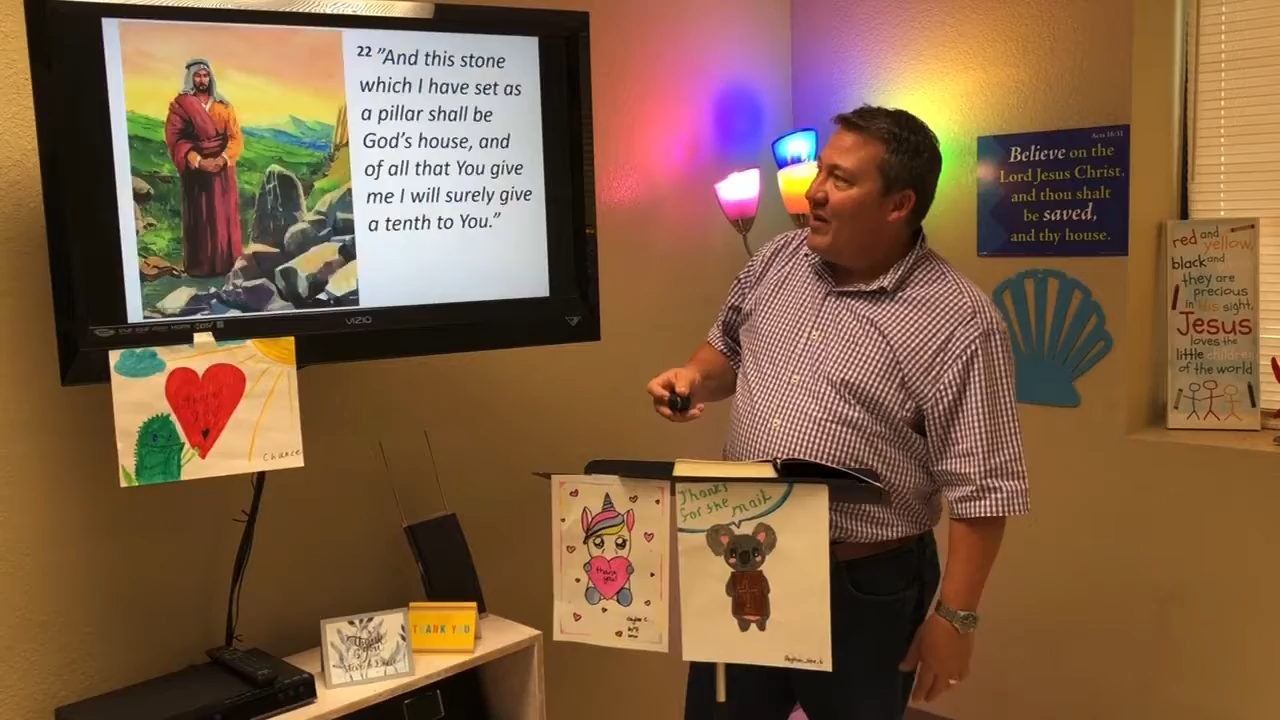 22 "And this stone
which I have set as
a pillar shall be
God's house, and
of all that You give
me I will surely give
a tenth to You."
VIZIO
Chance
Acts 16:31
Believe on the
Lord Jesus Christ,
and thou shalt
be saved,
and thy house.
red and
yellow,
black and
they are
precious
in His sight,
Jesus
loves the
little children
of the world
Thanks
for the mail
thank
you!
THANK YOU